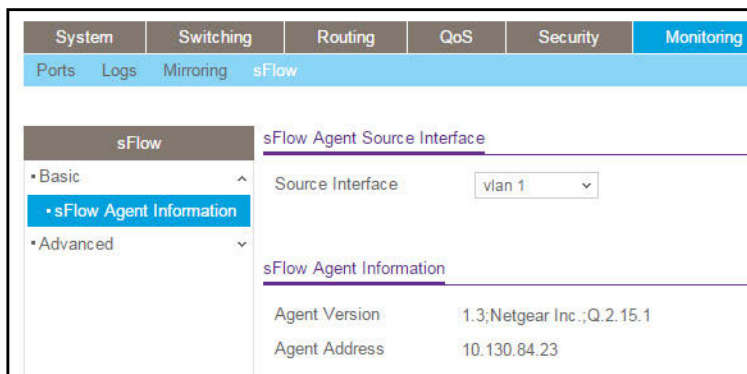 System Switching Routing QoS Security Monitoring
Ports Logs Mirroring sFlow
sFlow
Basic
sFlow Agent Information
Advanced
sFlow Agent Source Interface
Source Interface vlan 1
sFlow Agent Information
Agent Version 1.3;Netgear Inc.;Q.2.15.1
Agent Address 10.130.84.23